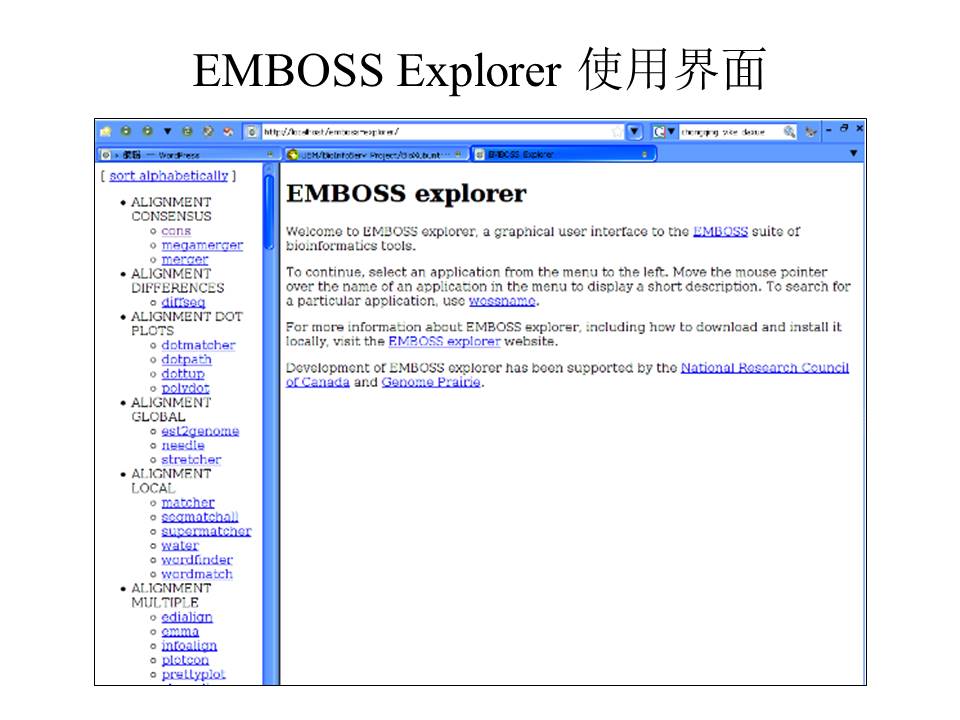 EMBOSS Explorer 使用界面
http://localhost/emboss-explorer/
chongqing vike daxue
编辑 — WordPress
EMBOSS Explorer
[ sort alphabetically ]
ALIGNMENT
CONSENSUS
cons
megamerger
merger
ALIGNMENT
DIFFERENCES
diffseq
ALIGNMENT DOT
PLOTS
dotmatcher
dotpath
dottup
polydot
ALIGNMENT
GLOBAL
est2genome
needle
stretcher
ALIGNMENT
LOCAL
matcher
seqmatchall
supermatcher
water
wordfinder
wordmatch
ALIGNMENT
MULTIPLE
edialign
emma
infoalign
plotcon
prettyplot
EMBOSS explorer
Welcome to EMBOSS explorer, a graphical user interface to the EMBOSS suite of
bioinformatics tools.
To continue, select an application from the menu to the left. Move the mouse pointer
over the name of an application in the menu to display a short description. To search for
a particular application, use wossname.
For more information about EMBOSS explorer, including how to download and install it
locally, visit the EMBOSS explorer website.
Development of EMBOSS explorer has been supported by the National Research Council
of Canada and Genome Prairie.